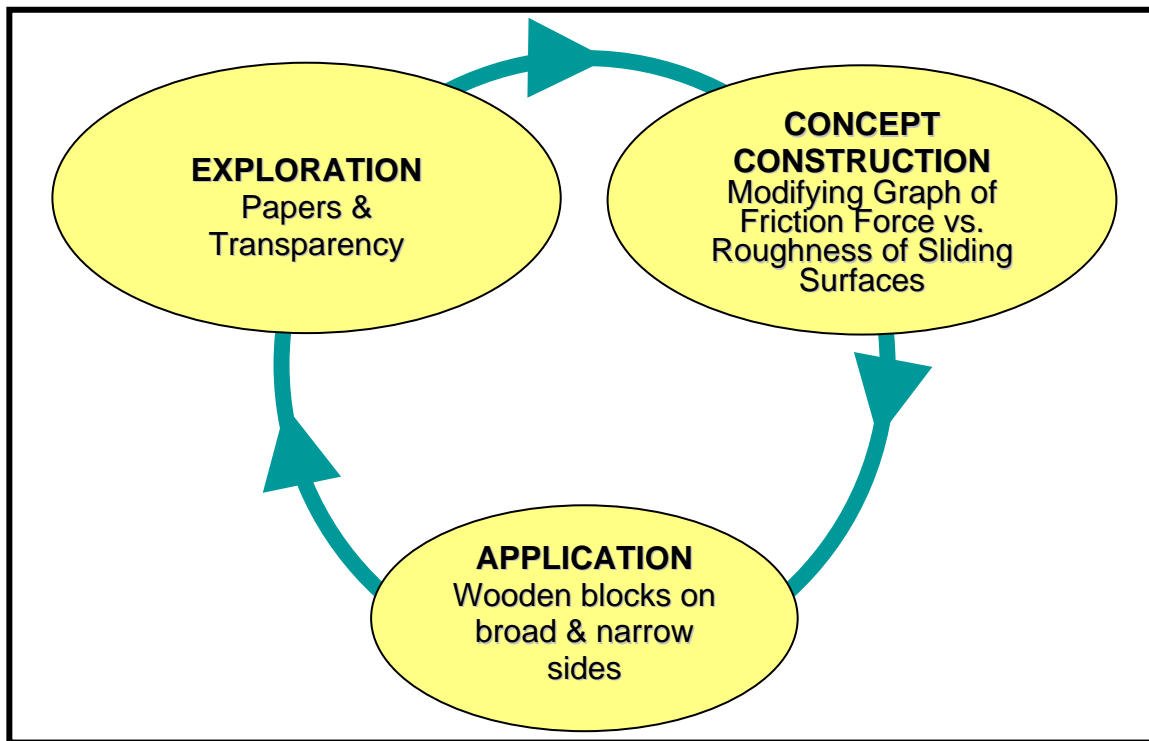 EXPLORATION
Papers &
Transparency
CONCEPT
CONSTRUCTION
Modifying Graph of
Friction Force vs.
Roughness of Sliding
Surfaces
APPLICATION
Wooden blocks on
broad & narrow
sides